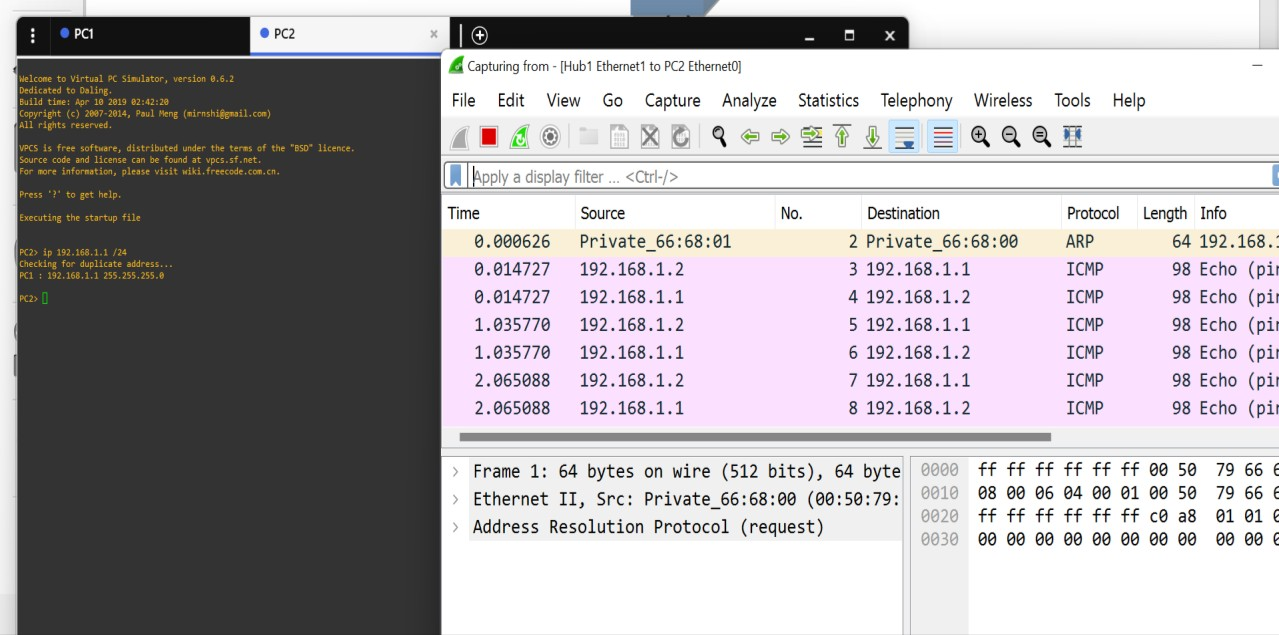 PC1
PC2
Welcome to Virtual PC Simulator, version 0.6.2
Dedicated to Daling.
Build time: Apr 10 2019 02:42:20
Copyright (c) 2007-2014, Paul Meng (mirnshi@gmail.com)
All rights reserved.
VPCS is free software, distributed under the terms of the "BSD" licence.
Source code and license can be found at vpcs.sf.net.
For more information, please visit wiki.freecode.com.cn.
Press '?' to get help.
Executing the startup file
PC2> ip 192.168.1.1 /24
Checking for duplicate address...
PC1 : 192.168.1.1 255.255.255.0
PC2>
Capturing from - [Hub1 Ethernet1 to PC2 Ethernet0]
File Edit View Go Capture Analyze Statistics Telephony Wireless Tools Help
Apply a display filter ... <Ctrl-/>
Time Source No. Destination Protocol Length Info
0.000626 Private_66:68:01 2 Private_66:68:00 ARP 64 192.168.
0.014727 192.168.1.2 3 192.168.1.1 ICMP 98 Echo (pi
0.014727 192.168.1.1 4 192.168.1.2 ICMP 98 Echo (pi
1.035770 192.168.1.2 5 192.168.1.1 ICMP 98 Echo (pi
1.035770 192.168.1.1 6 192.168.1.2 ICMP 98 Echo (pi
2.065088 192.168.1.2 7 192.168.1.1 ICMP 98 Echo (pi
2.065088 192.168.1.1 8 192.168.1.2 ICMP 98 Echo (pi
Frame 1: 64 bytes on wire (512 bits), 64 byte
Ethernet II, Src: Private_66:68:00 (00:50:79:
Address Resolution Protocol (request)
0000 ff ff ff ff ff ff 00 50 79 66
0010 08 00 06 04 00 01 00 50 79 66
0020 ff ff ff ff ff ff c0 a8 01 01
0030 00 00 00 00 00 00 00 00 00 00